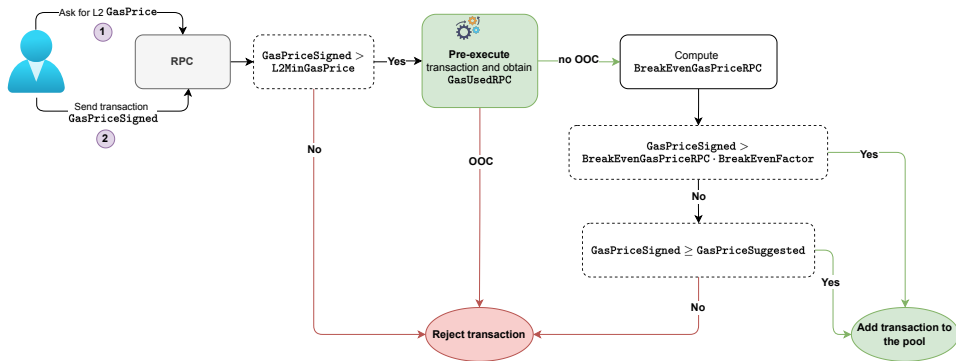 Ask for L2 GasPrice
1
RPC
Send transaction
GasPriceSigned
2
GasPriceSigned >
L2MinGasPrice
Yes
No
Pre-execute
transaction and obtain
GasUsedRPC
no OOC
OOC
Compute
BreakEvenGasPriceRPC
GasPriceSigned >
BreakEvenGasPriceRPC · BreakEvenFactor
Yes
No
GasPriceSigned ≥ GasPriceSuggested
Yes
No
Reject transaction
Add transaction to
the pool